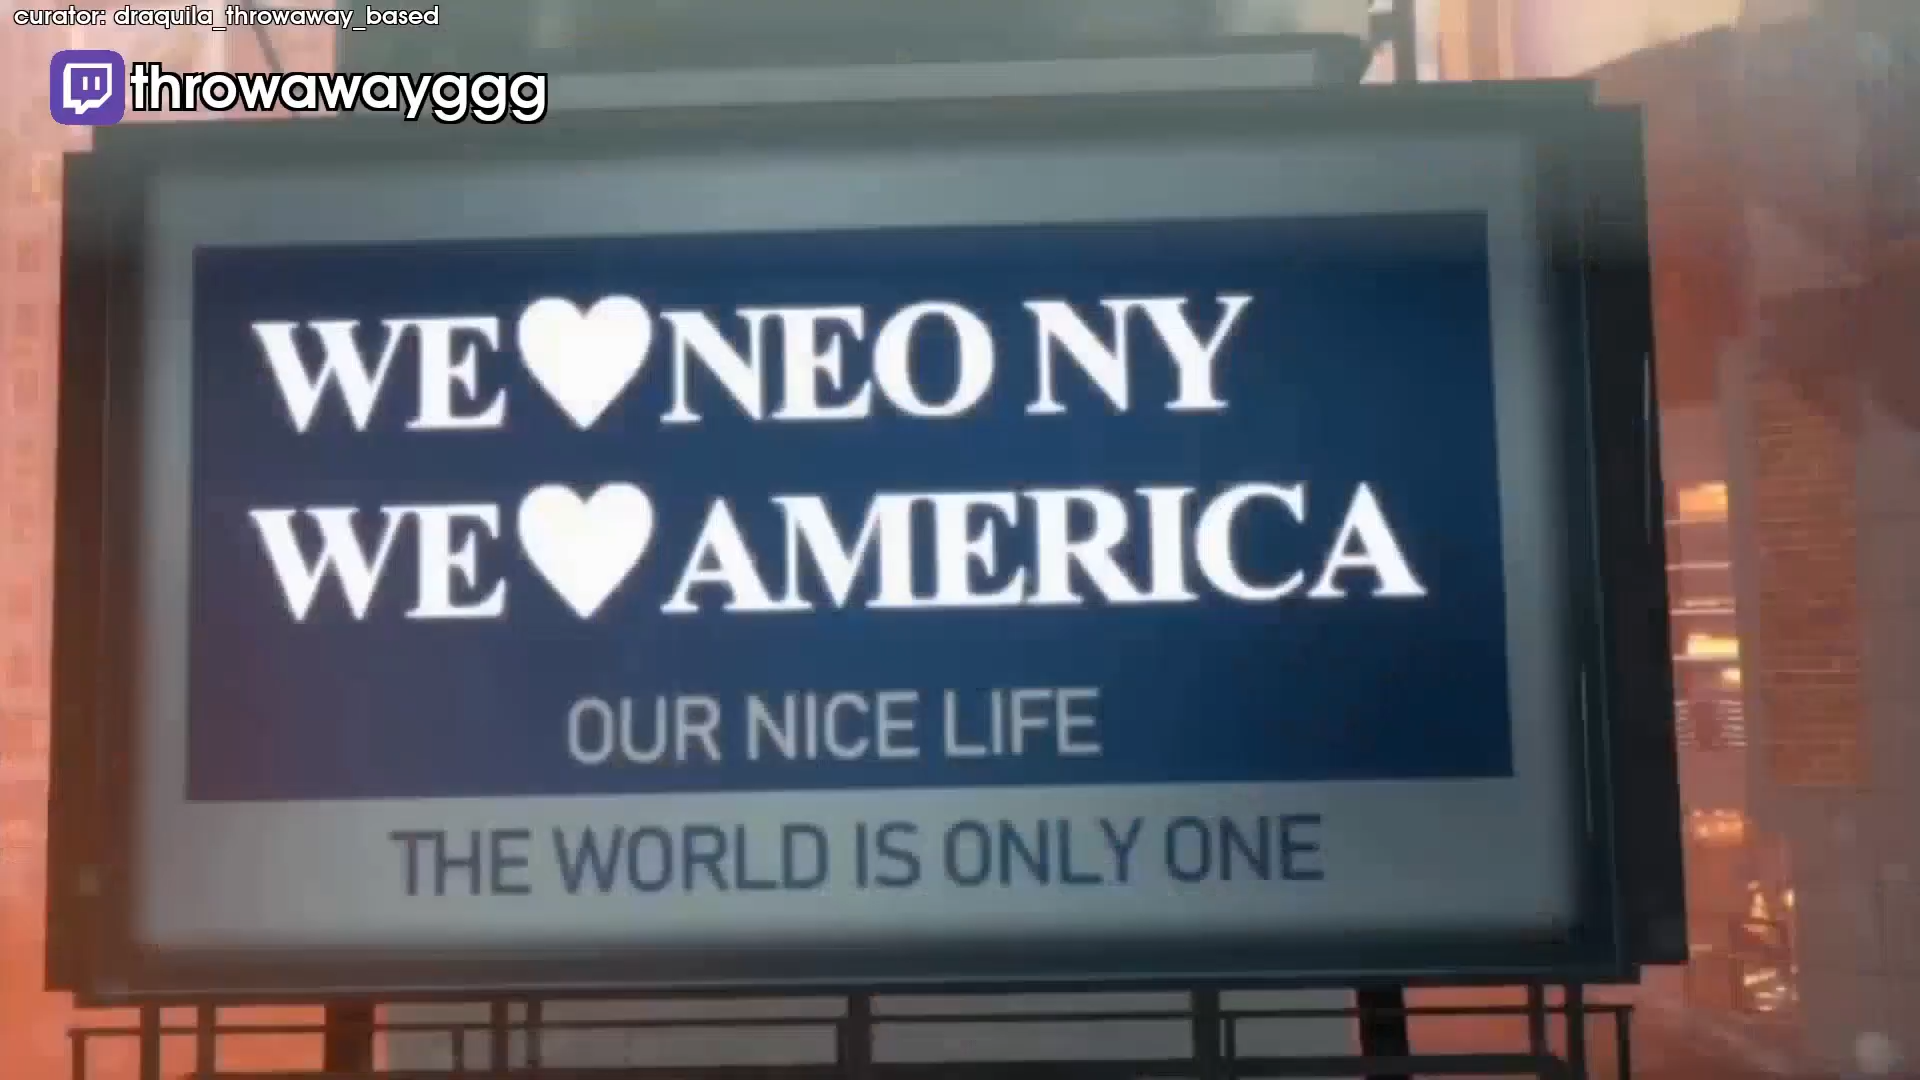 curator: draquila_throwaway_based
throwawayggg
WE♥NEO NY
WE♥AMERICA
OUR NICE LIFE
THE WORLD IS ONLY ONE